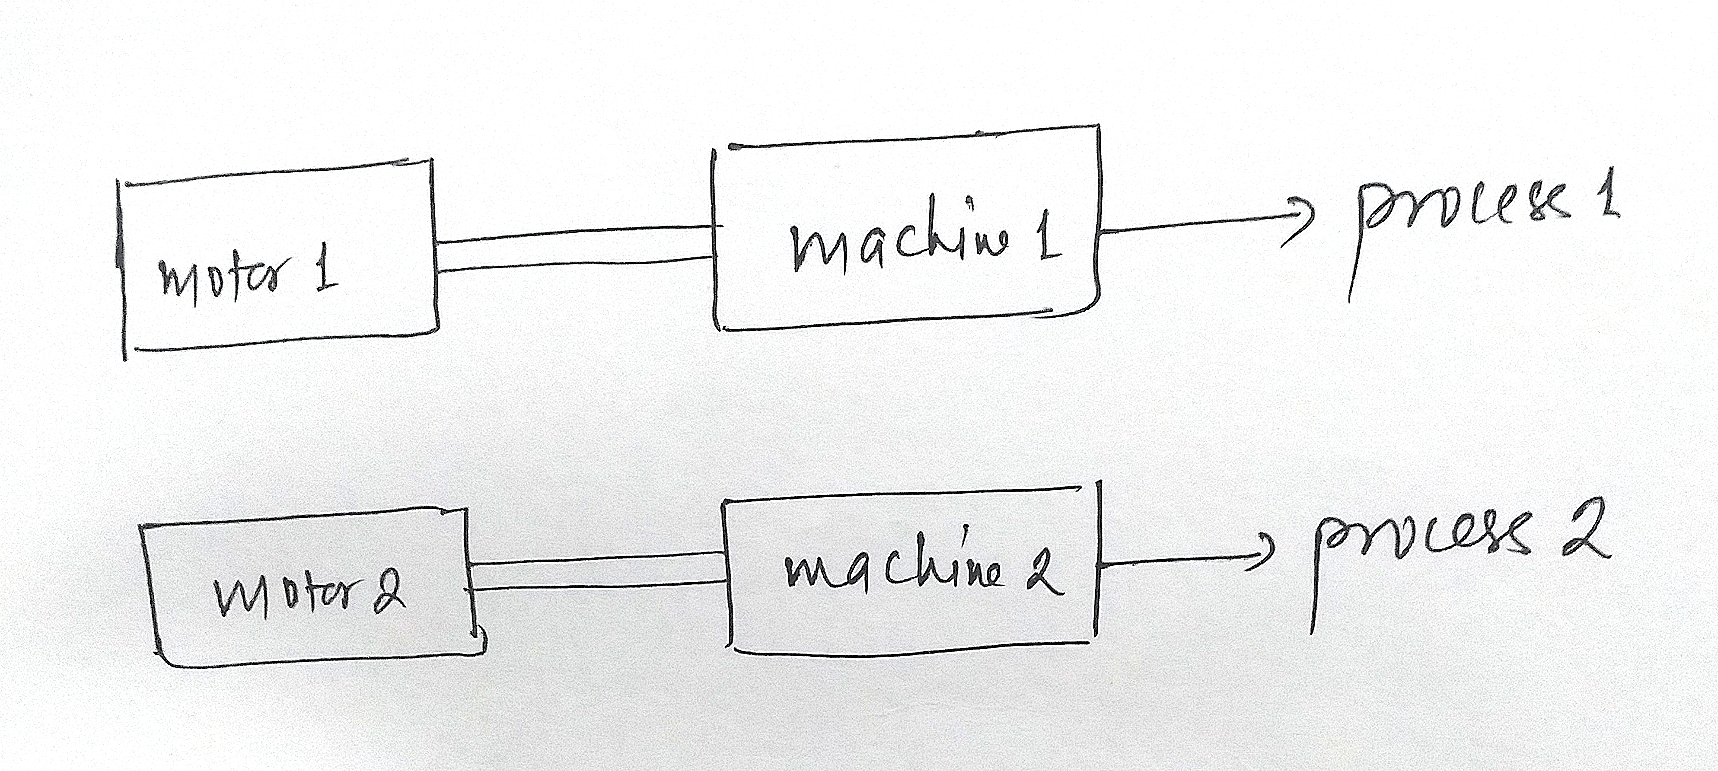 motor 1 machine 1 process 1
motor 2 machine 2 process 2